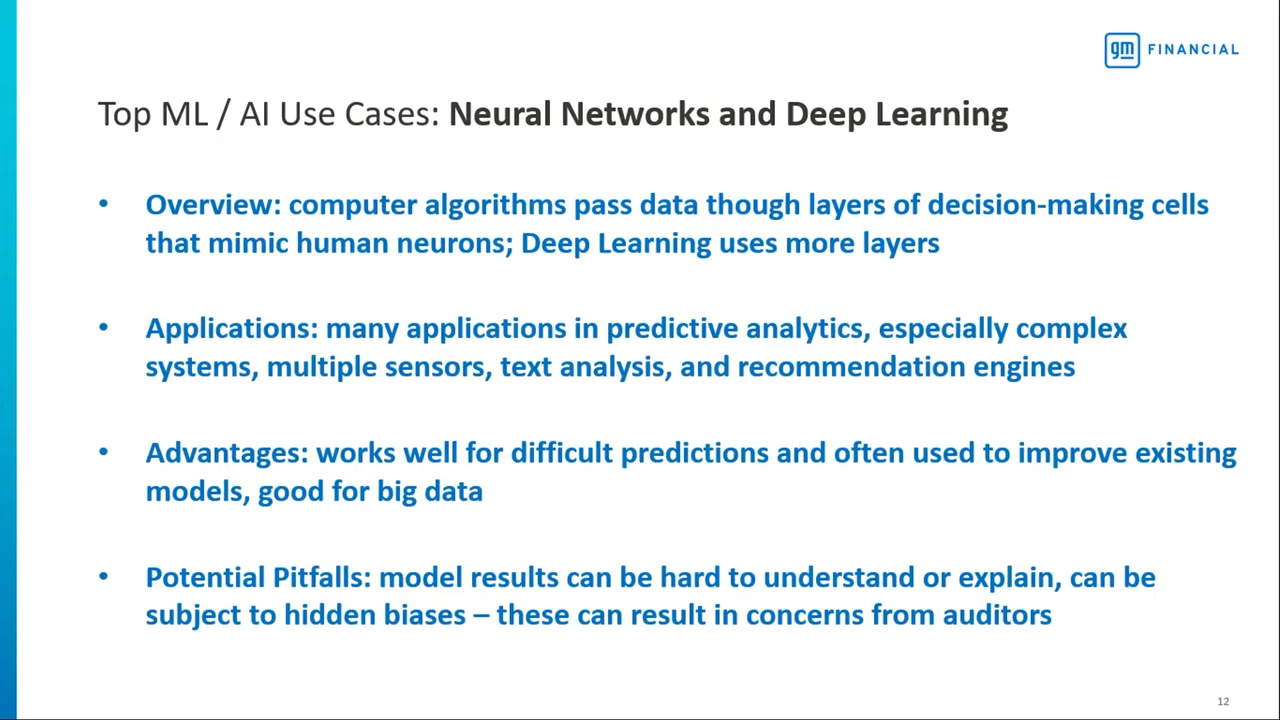 gm FINANCIAL
Top ML / AI Use Cases: Neural Networks and Deep Learning
• Overview: computer algorithms pass data though layers of decision-making cells
that mimic human neurons; Deep Learning uses more layers
• Applications: many applications in predictive analytics, especially complex
systems, multiple sensors, text analysis, and recommendation engines
• Advantages: works well for difficult predictions and often used to improve existing
models, good for big data
• Potential Pitfalls: model results can be hard to understand or explain, can be
subject to hidden biases – these can result in concerns from auditors
12